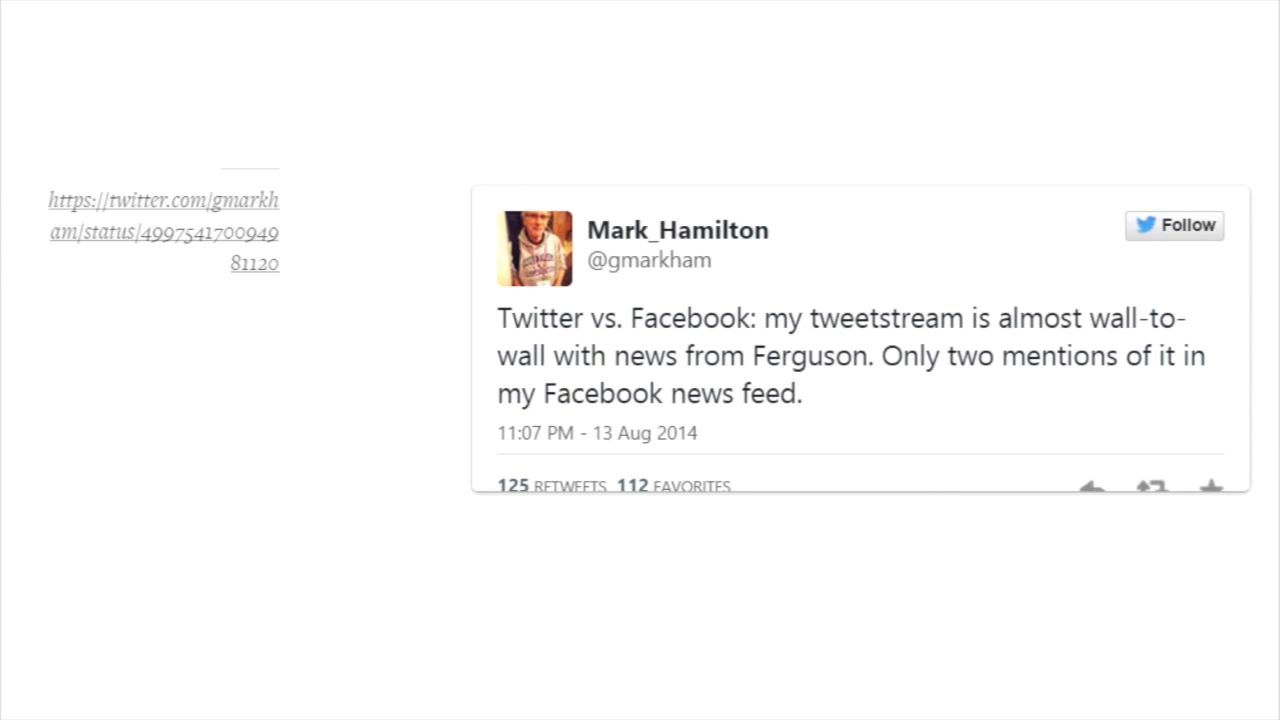 https://twitter.com/gmarkh
am/status/4997541700949
81120
Mark_Hamilton
@gmarkham
Follow
Twitter vs. Facebook: my tweetstream is almost wall-to-
wall with news from Ferguson. Only two mentions of it in
my Facebook news feed.
11:07 PM - 13 Aug 2014
125 RETWEETS 112 FAVORITES